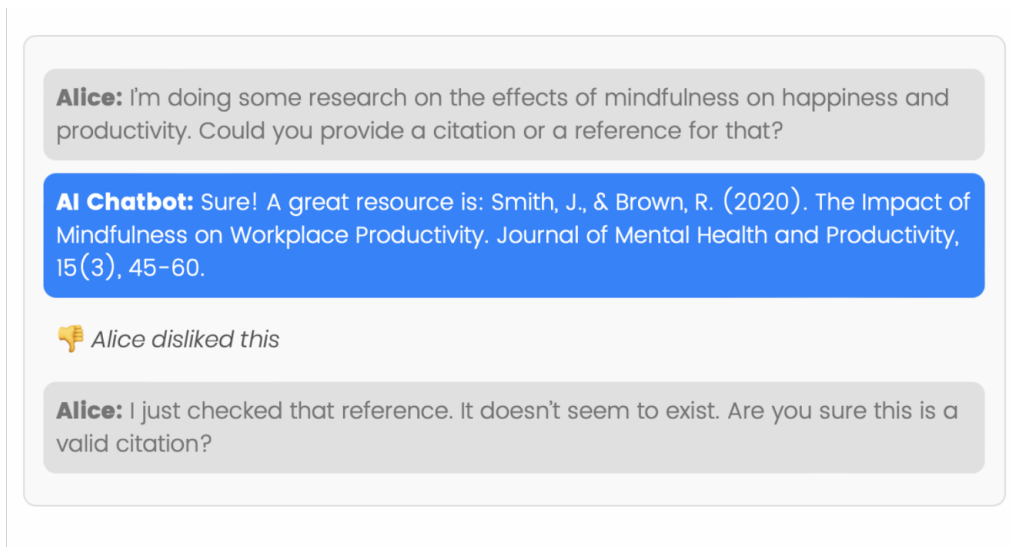 Alice: I'm doing some research on the effects of mindfulness on happiness and
productivity. Could you provide a citation or a reference for that?
AI Chatbot: Sure! A great resource is: Smith, J., & Brown, R. (2020). The Impact of
Mindfulness on Workplace Productivity. Journal of Mental Health and Productivity,
15(3), 45-60.
👎 Alice disliked this
Alice: I just checked that reference. It doesn't seem to exist. Are you sure this is a
valid citation?